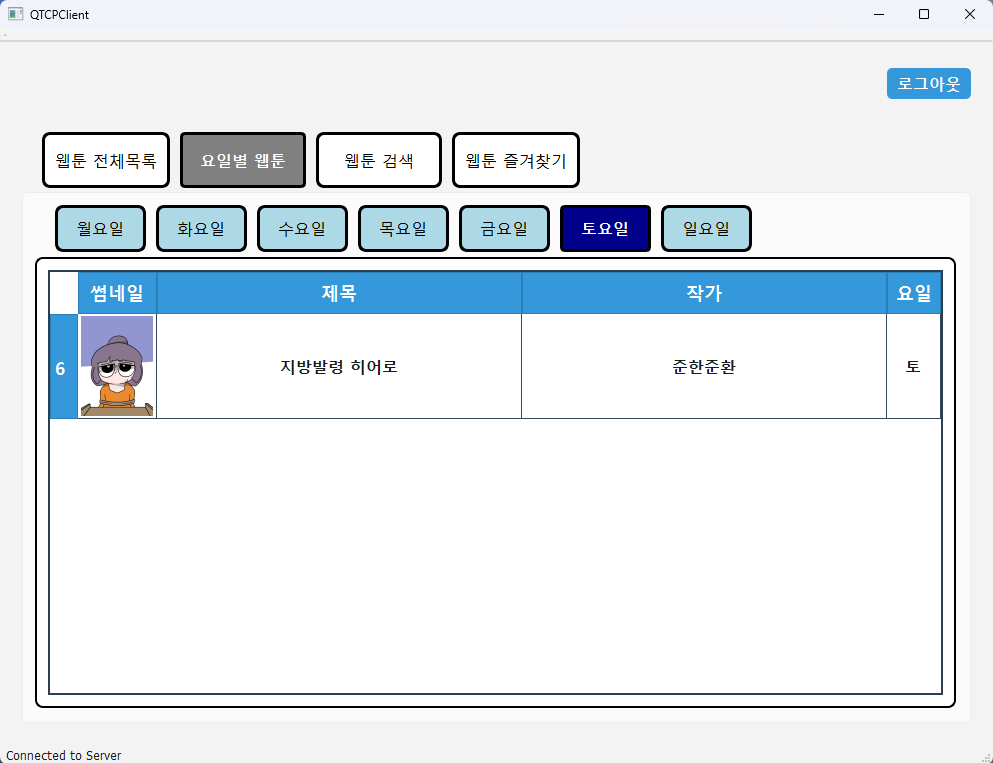 QTCPClient
로그아웃
웹툰 전체목록 요일별 웹툰 웹툰 검색 웹툰 즐겨찾기
월요일 화요일 수요일 목요일 금요일 토요일 일요일
썸네일 제목 작가 요일
6 지방발령 히어로 준한준환 토
Connected to Server